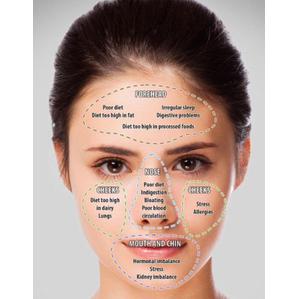 FOREHEAD
Poor diet Irregular sleep
Diet too high in fat Digestive problems
Diet too high in processed foods
NOSE
Poor diet
Indigestion
Bloating
Poor blood
circulation
CHEEKS
Diet too high
in dairy
Lungs
CHEEKS
Stress
Allergies
MOUTH AND CHIN
Hormonal imbalance
Stress
Kidney imbalance